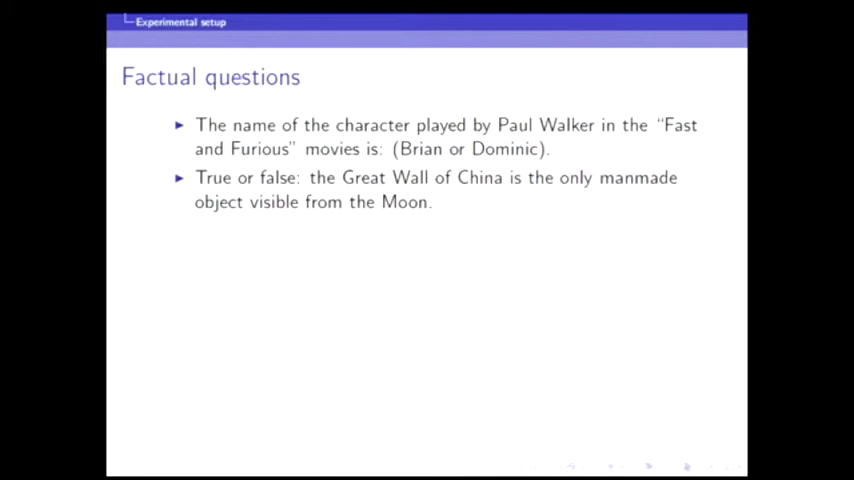 Experimental setup
Factual questions
The name of the character played by Paul Walker in the “Fast
and Furious” movies is: (Brian or Dominic).
True or false: the Great Wall of China is the only manmade
object visible from the Moon.